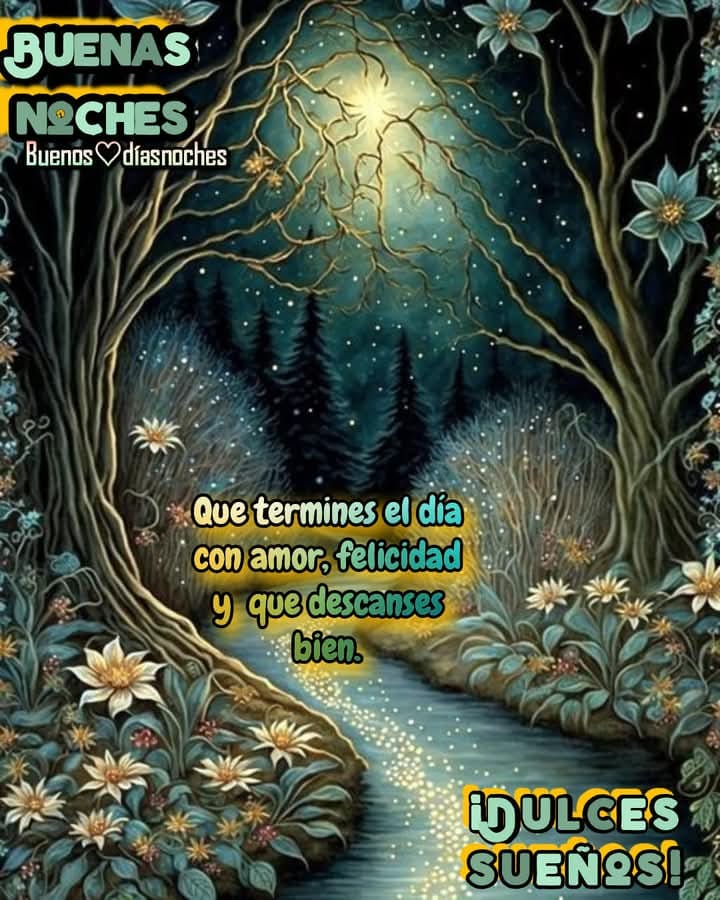 BUENAS
NOCHES
Buenos♡díasnoches
Que termines el día
con amor, felicidad
y que descanses
bien.
¡DULCES
SUEÑOS!